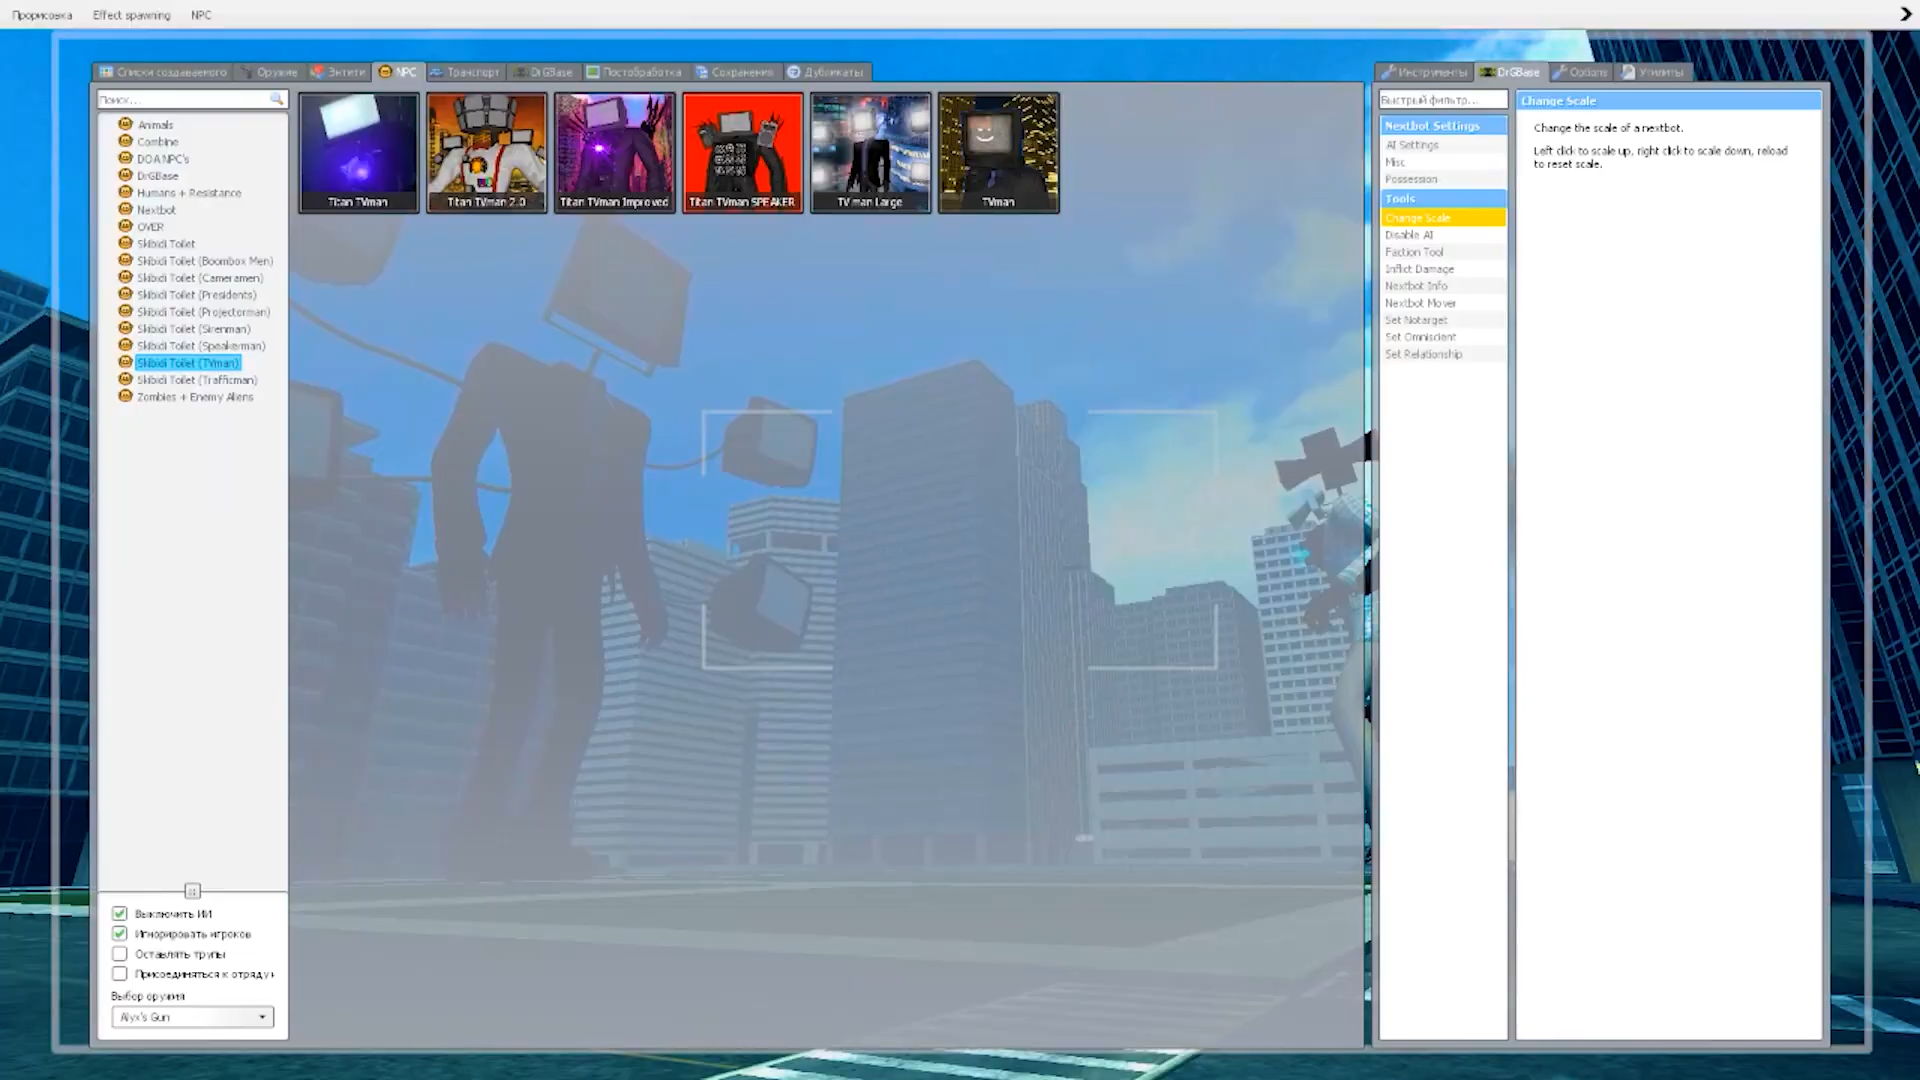 Прорисовка Effect spawning NPC
Списки создаваемого Оружие Энтити NPC Транспорт DrGBase Постобработка Сохранения Дубликаты
Поиск...
Animals
Combine
DOA NPC's
DrGBase
Humans + Resistance
Nextbot
OVER
Skibidi Toilet
Skibidi Toilet (Boombox Men)
Skibidi Toilet (Cameramen)
Skibidi Toilet (Presidents)
Skibidi Toilet (Projectorman)
Skibidi Toilet (Sirenman)
Skibidi Toilet (Speakerman)
Skibidi Toilet (TVman)
Skibidi Toilet (Trafficman)
Zombies + Enemy Aliens
Выключить ИИ
Игнорировать игроков
Оставлять трупы
Присоединяться к отряду
Выбор оружия
Alyx's Gun
Titan TVman
Titan TVman 2.0
Titan TVman Improved
Titan TVman SPEAKER
TV man Large
TVman
Инструменты DrGBase Options Утилиты
Быстрый фильтр...
Nextbot Settings
AI Settings
Misc
Possession
Tools
Change Scale
Disable AI
Faction Tool
Inflict Damage
Nextbot Info
Nextbot Mover
Set Notarget
Set Omniscient
Set Relationship
Change Scale
Change the scale of a nextbot.
Left click to scale up, right click to scale down, reload
to reset scale.